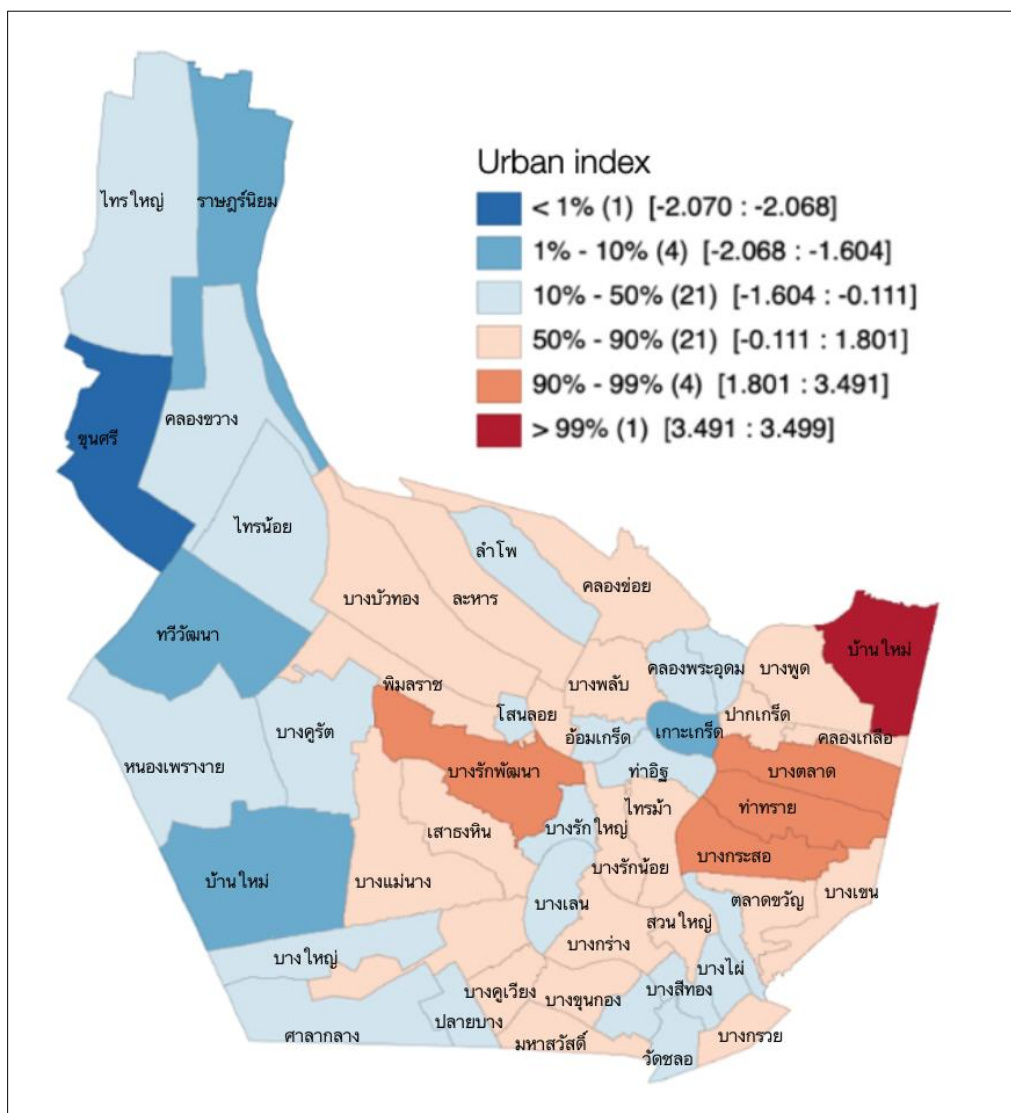 Urban index
< 1% (1) [-2.070 : -2.068]
1% - 10% (4) [-2.068 : -1.604]
10% - 50% (21) [-1.604 : -0.111]
50% - 90% (21) [-0.111 : 1.801]
90% - 99% (4) [1.801 : 3.491]
> 99% (1) [3.491 : 3.499]
ไทรใหญ่
ราษฎร์นิยม
ขุนศรี
คลองขวาง
ไทรน้อย
ลำโพ
คลองข่อย
บางบัวทอง
ละหาร
ทวีวัฒนา
บ้านใหม่
คลองพระอุดม
บางพูด
บางพลับ
พิมลราช
โสนลอย
ปากเกร็ด
บางคูรัต
อ้อมเกร็ด
เกาะเกร็ด
คลองเกลือ
หนองเพรางาย
บางรักพัฒนา
ท่าอิฐ
บางตลาด
ไทรม้า
ท่าทราย
เสาธงหิน
บางรักใหญ่
บางกระสอ
บางรักน้อย
บ้านใหม่
บางแม่นาง
บางเลน
ตลาดขวัญ
บางเขน
สวนใหญ่
บางกร่าง
บางใหญ่
บางไผ่
บางคูเวียง
บางขุนกอง
บางสีทอง
ศาลากลาง
ปลายบาง
มหาสวัสดิ์
วัดชลอ
บางกรวย